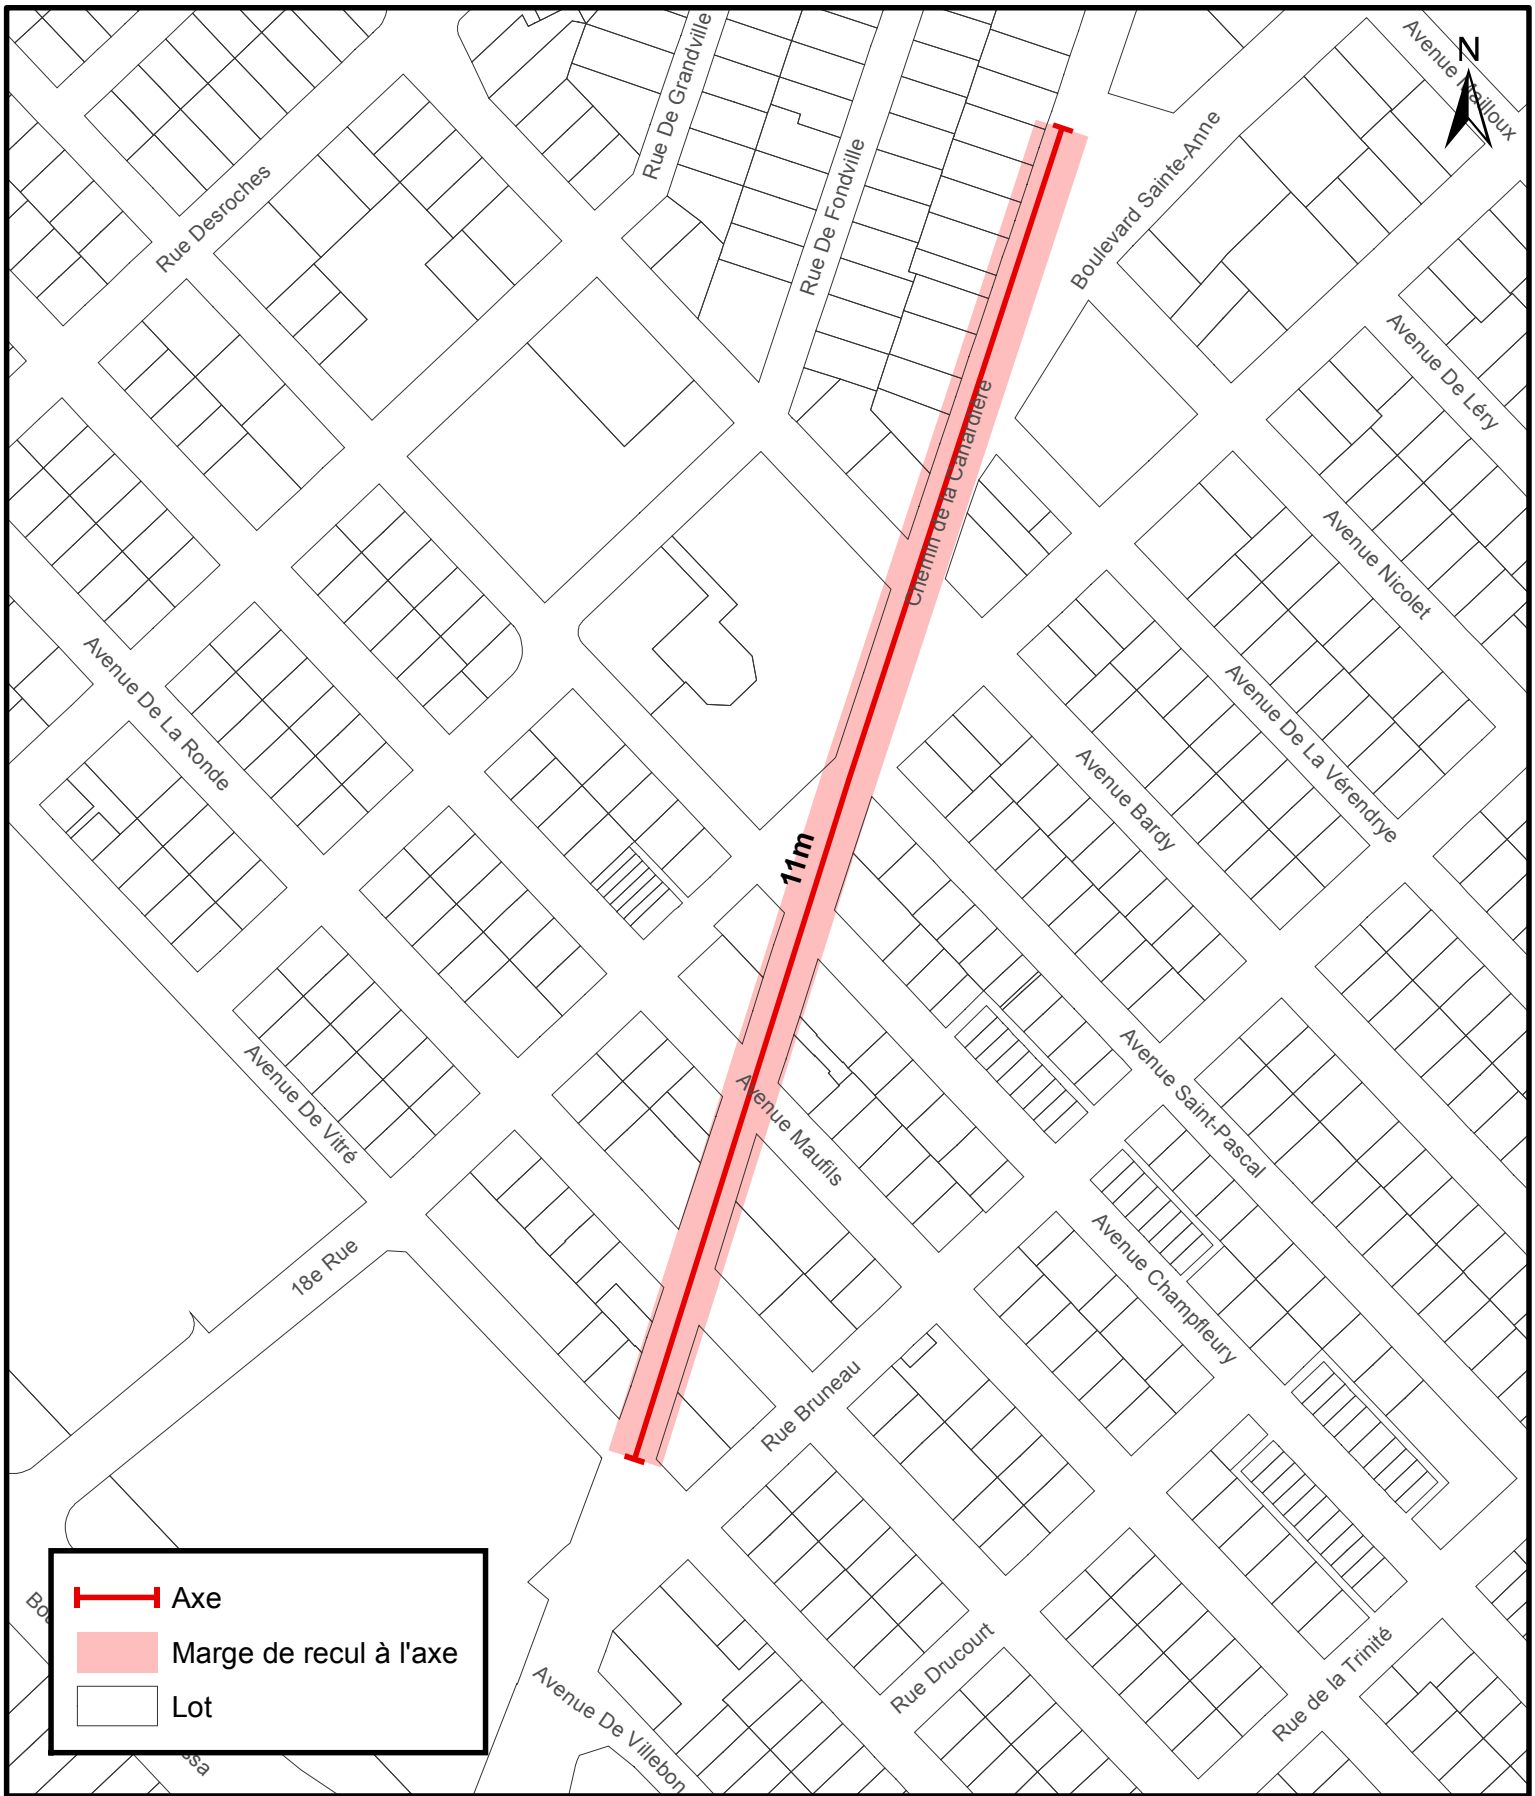 Avenue Mailloux
N
Rue De Grandville
Rue De Fondville
Boulevard Sainte-Anne
Rue Desroches
Avenue De Léry
Chemin de la Canardière
Avenue Nicolet
Avenue De La Ronde
Avenue De La Vérendrye
Avenue Bardy
11m
Avenue De Vitré
Avenue Maufils
Avenue Saint-Pascal
18e Rue
Avenue Champfleury
Rue Bruneau
Axe
Marge de recul à l'axe
Lot
Rue Drucourt
Rue de la Trinité
Avenue De Villebon